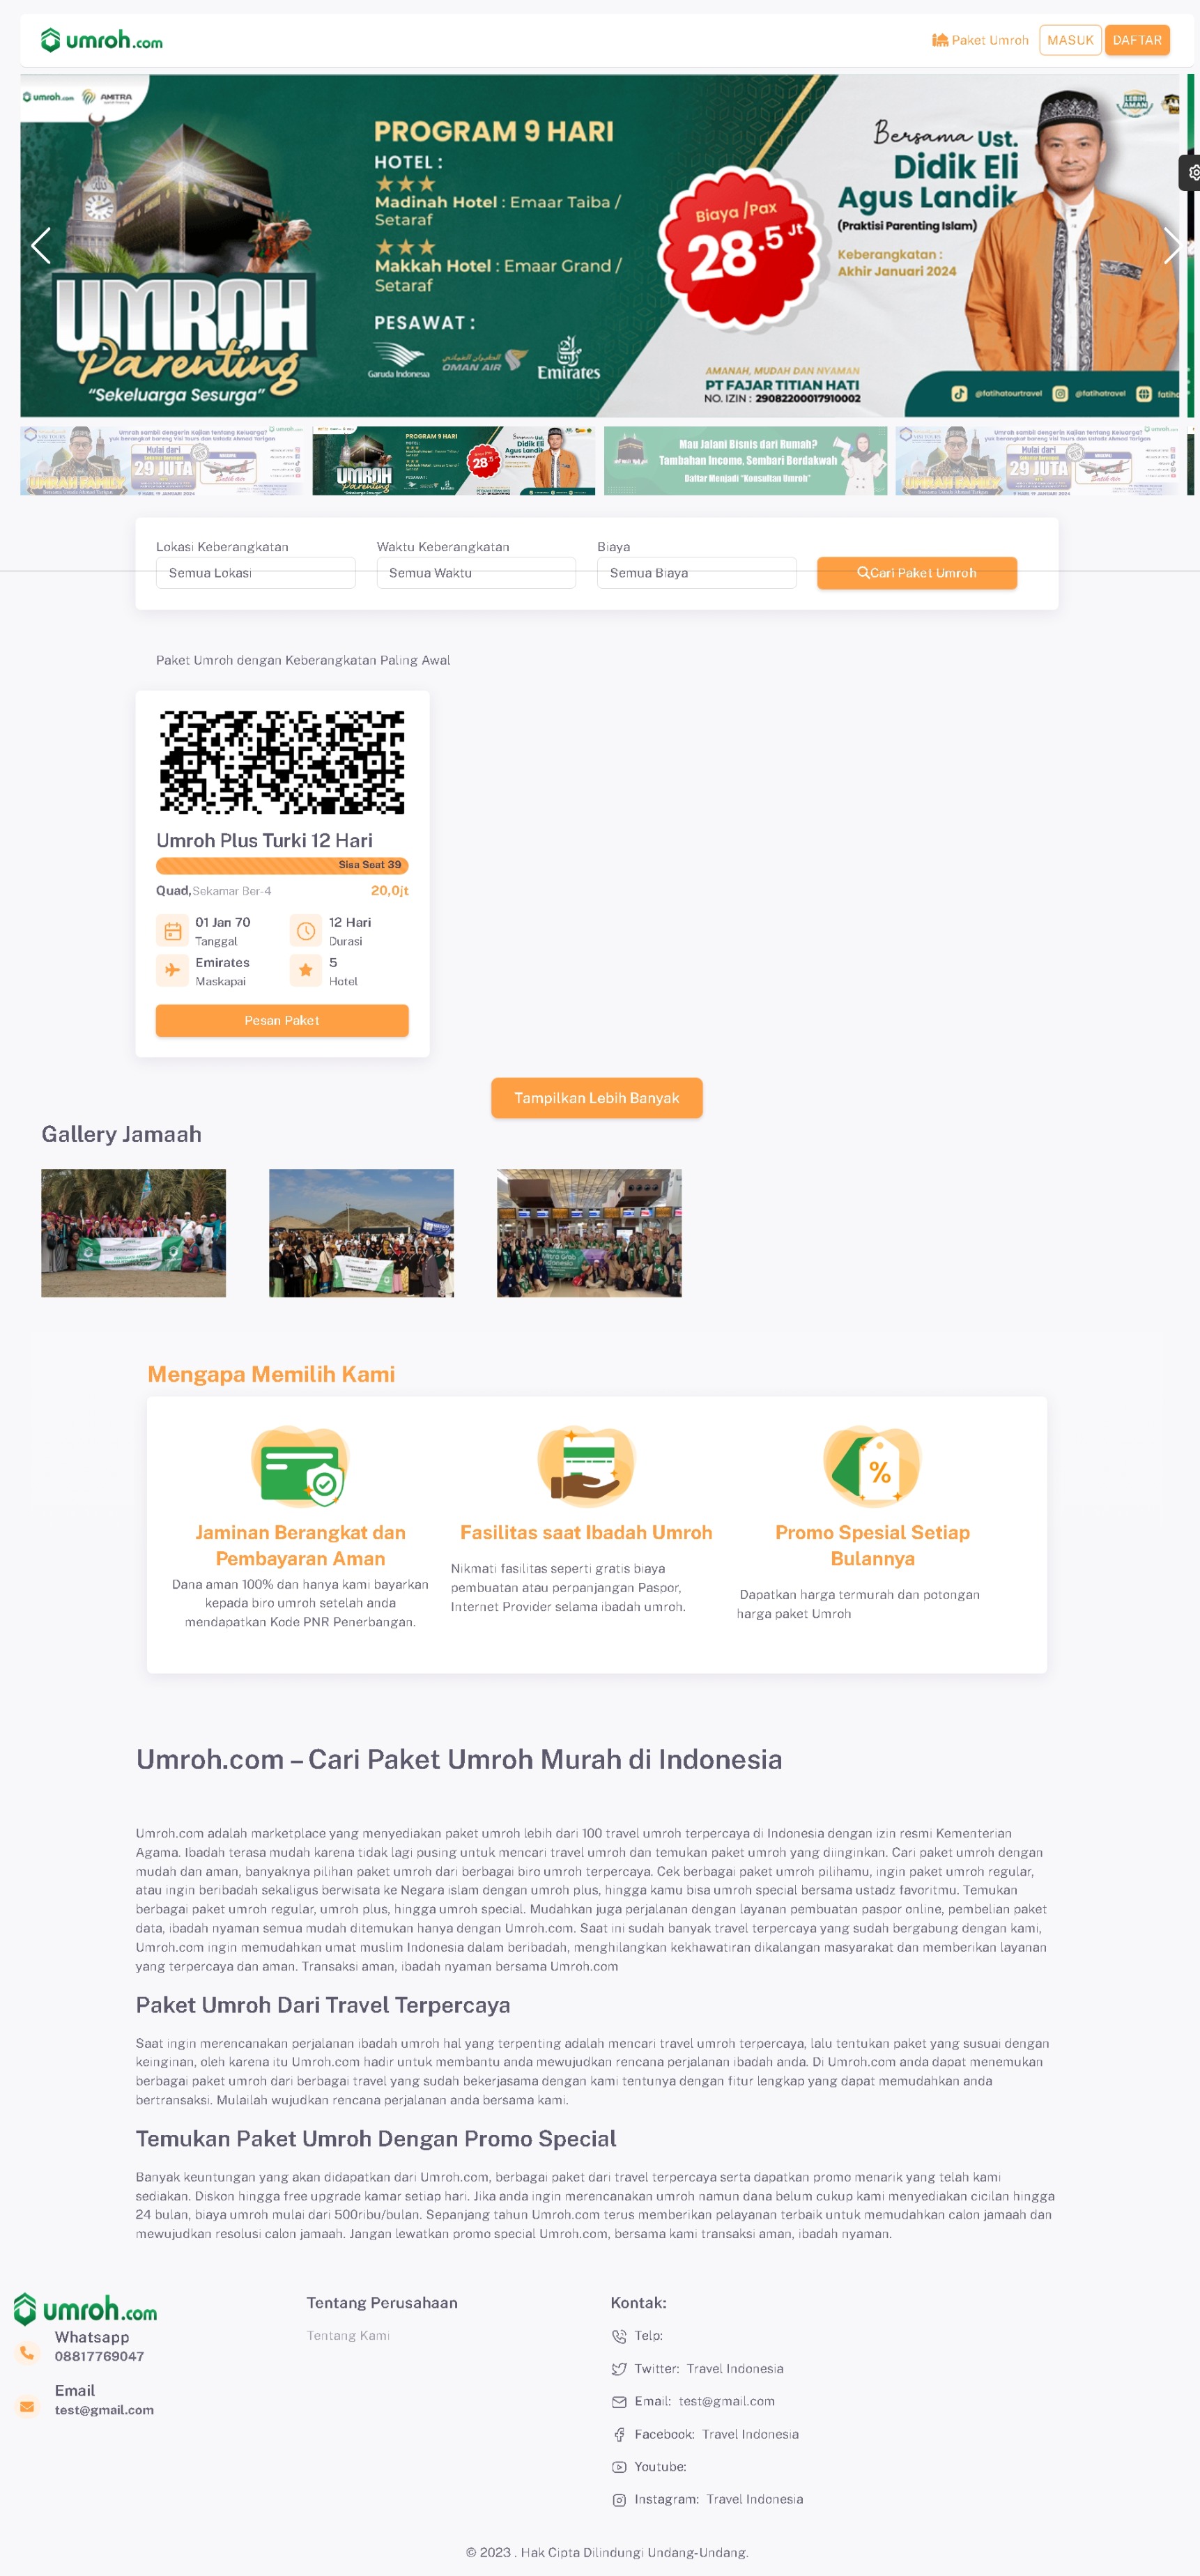 umroh.com
Paket Umroh
MASUK
DAFTAR
umroh.com
AMITRA
PROGRAM 9 HARI
HOTEL :
Madinah Hotel : Emaar Taiba /
Setaraf
Makkah Hotel : Emaar Grand /
Setaraf
PESAWAT :
Garuda Indonesia
OMAN AIR
Emirates
UMROH
Parenting
“Sekeluarga Sesurga”
Biaya /Pax
28.5 Jt
Bersama Ust.
Didik Eli
Agus Landik
(Praktisi Parenting Islam)
Keberangkatan :
Akhir Januari 2024
LEBIH
AMAN
AMANAH, MUDAH DAN NYAMAN
PT FAJAR TITIAN HATI
NO. IZIN : 29082200017910002
@fatihatourtravel
@fatihatravel
Umrah sambil dengerin Kajian tentang Keluarga?
Mulai dari
29 JUTA
UMRAH FAMILY
PROGRAM 9 HARI
Didik Eli
Agus Landik
28.5
UMROH
Parenting
Mau Jalani Bisnis dari Rumah?
Tambahan Income, Sembari Berdakwah
Daftar Menjadi "Konsultan Umroh"
Umrah sambil dengerin Kajian tentang Keluarga?
Mulai dari
29 JUTA
UMRAH FAMILY
Lokasi Keberangkatan
Waktu Keberangkatan
Biaya
Semua Lokasi
Semua Waktu
Semua Biaya
Cari Paket Umroh
Paket Umroh dengan Keberangkatan Paling Awal
Umroh Plus Turki 12 Hari
Sisa Seat 39
Quad, Sekamar Ber-4
20,0jt
01 Jan 70
Tanggal
12 Hari
Durasi
Emirates
Maskapai
5
Hotel
Pesan Paket
Tampilkan Lebih Banyak
Gallery Jamaah
Mitra Grab
Indonesia
Mengapa Memilih Kami
Jaminan Berangkat dan
Pembayaran Aman
Dana aman 100% dan hanya kami bayarkan
kepada biro umroh setelah anda
mendapatkan Kode PNR Penerbangan.
Fasilitas saat Ibadah Umroh
Nikmati fasilitas seperti gratis biaya
pembuatan atau perpanjangan Paspor,
Internet Provider selama ibadah umroh.
%
Promo Spesial Setiap
Bulannya
Dapatkan harga termurah dan potongan
harga paket Umroh
Umroh.com – Cari Paket Umroh Murah di Indonesia
Umroh.com adalah marketplace yang menyediakan paket umroh lebih dari 100 travel umroh terpercaya di Indonesia dengan izin resmi Kementerian
Agama. Ibadah terasa mudah karena tidak lagi pusing untuk mencari travel umroh dan temukan paket umroh yang diinginkan. Cari paket umroh dengan
mudah dan aman, banyaknya pilihan paket umroh dari berbagai biro umroh terpercaya. Cek berbagai paket umroh pilihamu, ingin paket umroh regular,
atau ingin beribadah sekaligus berwisata ke Negara islam dengan umroh plus, hingga kamu bisa umroh special bersama ustadz favoritmu. Temukan
berbagai paket umroh regular, umroh plus, hingga umroh special. Mudahkan juga perjalanan dengan layanan pembuatan paspor online, pembelian paket
data, ibadah nyaman semua mudah ditemukan hanya dengan Umroh.com. Saat ini sudah banyak travel terpercaya yang sudah bergabung dengan kami,
Umroh.com ingin memudahkan umat muslim Indonesia dalam beribadah, menghilangkan kekhawatiran dikalangan masyarakat dan memberikan layanan
yang terpercaya dan aman. Transaksi aman, ibadah nyaman bersama Umroh.com
Paket Umroh Dari Travel Terpercaya
Saat ingin merencanakan perjalanan ibadah umroh hal yang terpenting adalah mencari travel umroh terpercaya, lalu tentukan paket yang susuai dengan
keinginan, oleh karena itu Umroh.com hadir untuk membantu anda mewujudkan rencana perjalanan ibadah anda. Di Umroh.com anda dapat menemukan
berbagai paket umroh dari berbagai travel yang sudah bekerjasama dengan kami tentunya dengan fitur lengkap yang dapat memudahkan anda
bertransaksi. Mulailah wujudkan rencana perjalanan anda bersama kami.
Temukan Paket Umroh Dengan Promo Special
Banyak keuntungan yang akan didapatkan dari Umroh.com, berbagai paket dari travel terpercaya serta dapatkan promo menarik yang telah kami
sediakan. Diskon hingga free upgrade kamar setiap hari. Jika anda ingin merencanakan umroh namun dana belum cukup kami menyediakan cicilan hingga
24 bulan, biaya umroh mulai dari 500ribu/bulan. Sepanjang tahun Umroh.com terus memberikan pelayanan terbaik untuk memudahkan calon jamaah dan
mewujudkan resolusi calon jamaah. Jangan lewatkan promo special Umroh.com, bersama kami transaksi aman, ibadah nyaman.
umroh.com
Whatsapp
08817769047
Email
test@gmail.com
Tentang Perusahaan
Tentang Kami
Kontak:
Telp:
Twitter: Travel Indonesia
Email: test@gmail.com
Facebook: Travel Indonesia
Youtube:
Instagram: Travel Indonesia
© 2023 . Hak Cipta Dilindungi Undang-Undang.